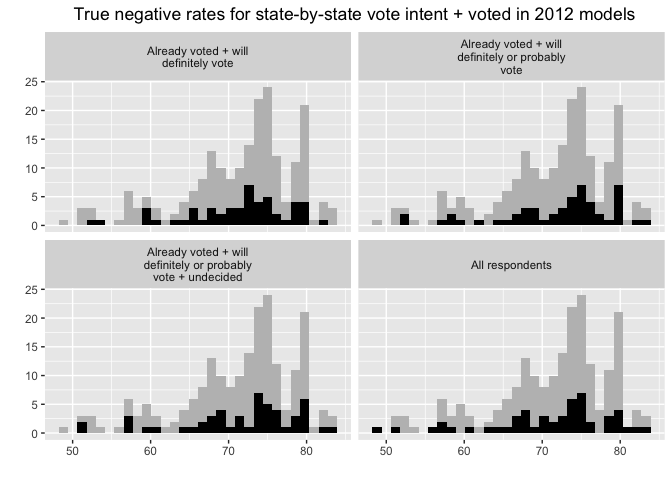 True negative rates for state-by-state vote intent + voted in 2012 models
Already voted + will
definitely vote
Already voted + will
definitely or probably
vote
25
20
15
10
5
0
Already voted + will
definitely or probably
vote + undecided
All respondents
25
20
15
10
5
0
50
60
70
80
50
60
70
80